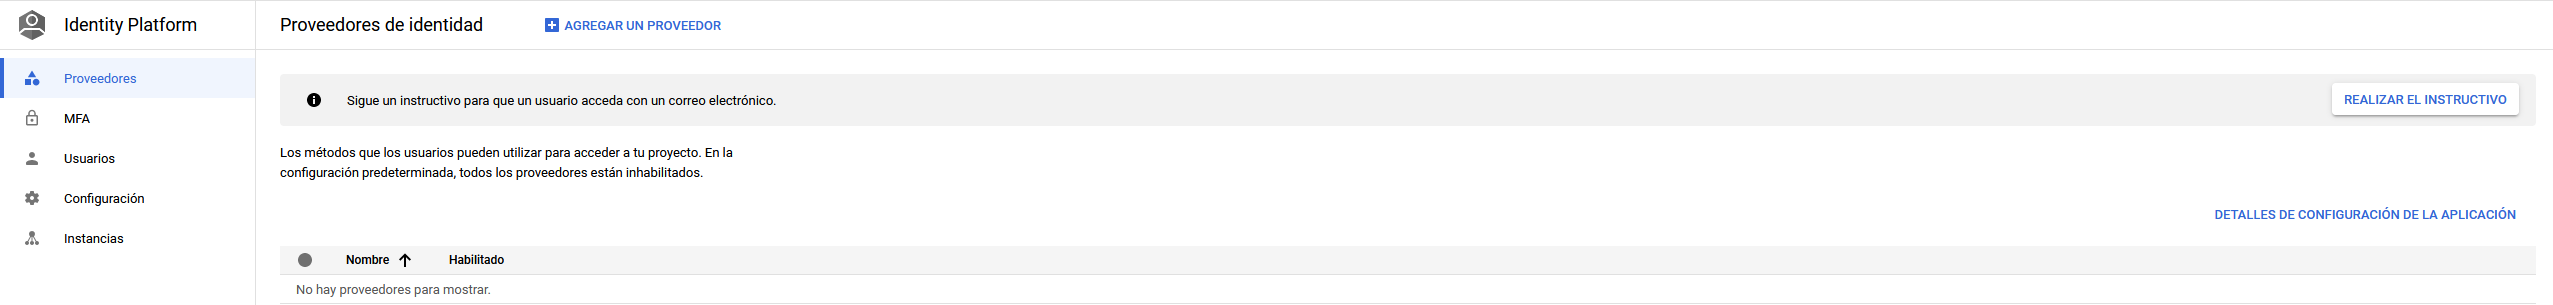 Identity Platform
Proveedores de identidad
AGREGAR UN PROVEEDOR
Proveedores
MFA
Usuarios
Configuración
Instancias
Sigue un instructivo para que un usuario acceda con un correo electrónico.
REALIZAR EL INSTRUCTIVO
Los métodos que los usuarios pueden utilizar para acceder a tu proyecto. En la
configuración predeterminada, todos los proveedores están inhabilitados.
DETALLES DE CONFIGURACIÓN DE LA APLICACIÓN
Nombre Habilitado
No hay proveedores para mostrar.